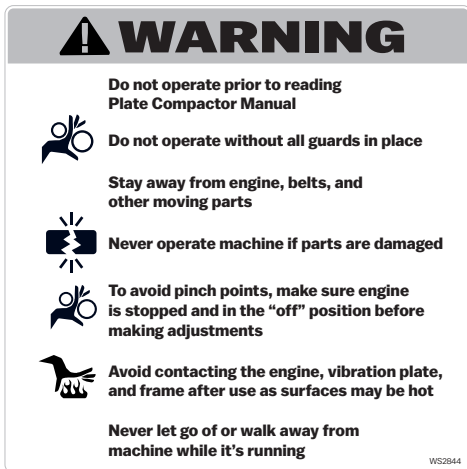 WARNING
Do not operate prior to reading
Plate Compactor Manual
Do not operate without all guards in place
Stay away from engine, belts, and
other moving parts
Never operate machine if parts are damaged
To avoid pinch points, make sure engine
is stopped and in the “off” position before
making adjustments
Avoid contacting the engine, vibration plate,
and frame after use as surfaces may be hot
Never let go of or walk away from
machine while it’s running
WS2844